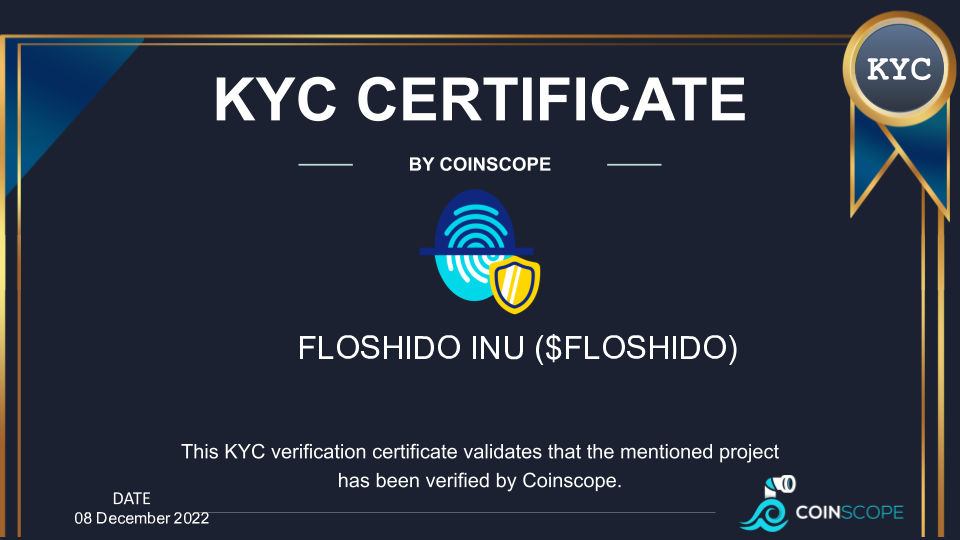 KYC
KYC CERTIFICATE
BY COINSCOPE
FLOSHIDO INU ($FLOSHIDO)
This KYC verification certificate validates that the mentioned project
has been verified by Coinscope.
DATE
08 December 2022
COINSCOPE